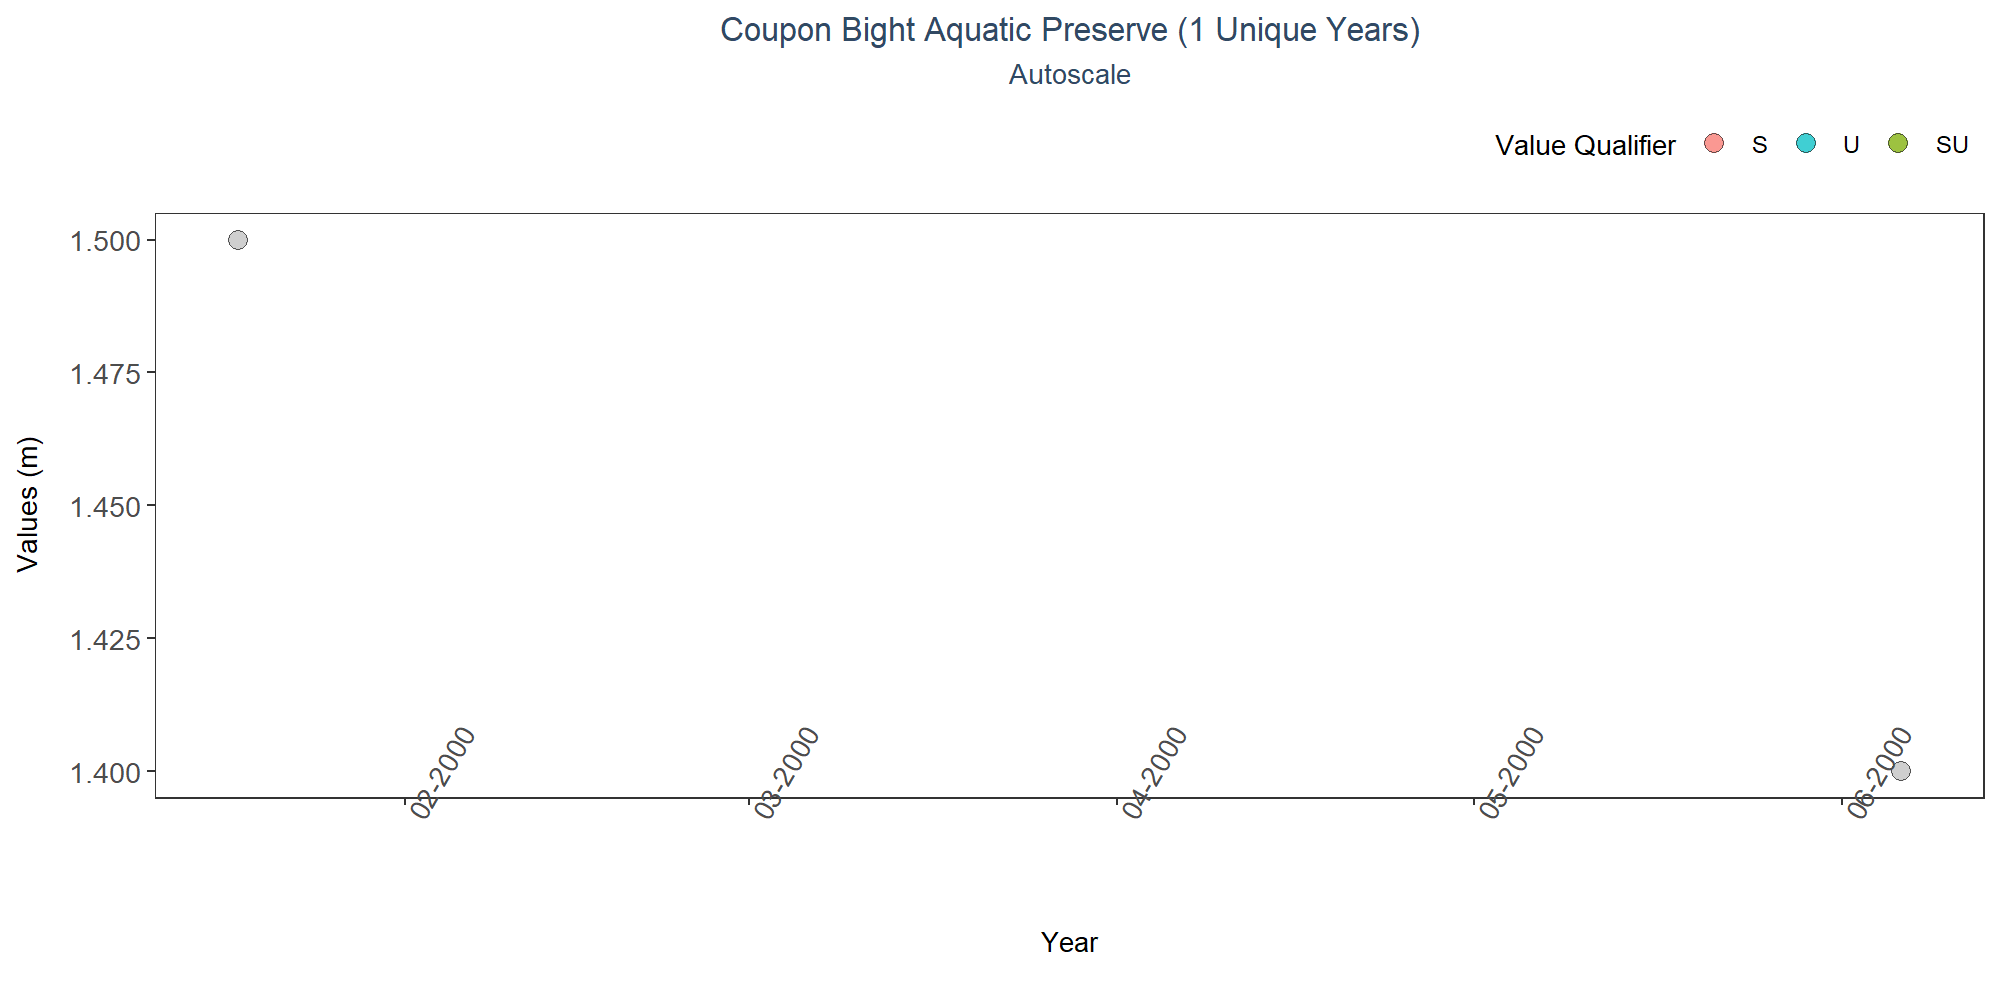 Coupon Bight Aquatic Preserve (1 Unique Years)
Autoscale
Value Qualifier S U SU
1.500
1.475
1.450
1.425
1.400
Values (m)
02-2000 03-2000 04-2000 05-2000 06-2000
Year